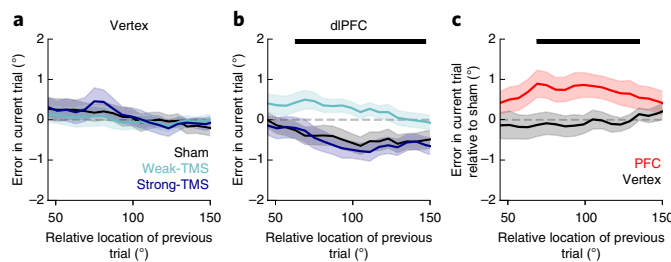 a
Vertex
Error in current trial (°)
2
1
0
−1
−2
Sham
Weak-TMS
Strong-TMS
50
100
150
Relative location of previous
trial (°)
b
dlPFC
Error in current trial (°)
2
1
0
−1
−2
50
100
150
Relative location of previous
trial (°)
c
Error in current trial
relative to sham (°)
2
1
0
−1
−2
PFC
Vertex
50
100
150
Relative location of previous
trial (°)